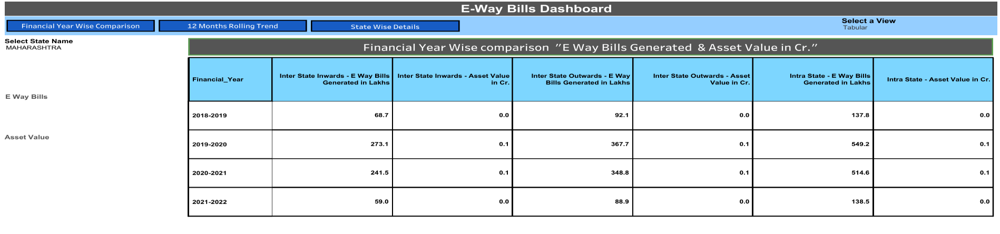 E-Way Bills Dashboard
Financial Year Wise Comparison 12 Months Rolling Trend State Wise Details
Select a View
Tabular
Select State Name
MAHARASHTRA
E Way Bills
Asset Value
Financial Year Wise comparison "E Way Bills Generated & Asset Value in Cr."
Financial_Year
Inter State Inwards - E Way Bills
Generated in Lakhs
Inter State Inwards - Asset Value
in Cr.
Inter State Outwards - E Way
Bills Generated in Lakhs
Inter State Outwards - Asset
Value in Cr.
Intra State - E Way Bills
Generated in Lakhs
Intra State - Asset Value in Cr.
2018-2019 68.7 0.0 92.1 0.0 137.8 0.0
2019-2020 273.1 0.1 367.7 0.1 549.2 0.1
2020-2021 241.5 0.1 348.8 0.1 514.6 0.1
2021-2022 59.0 0.0 88.9 0.0 138.5 0.0